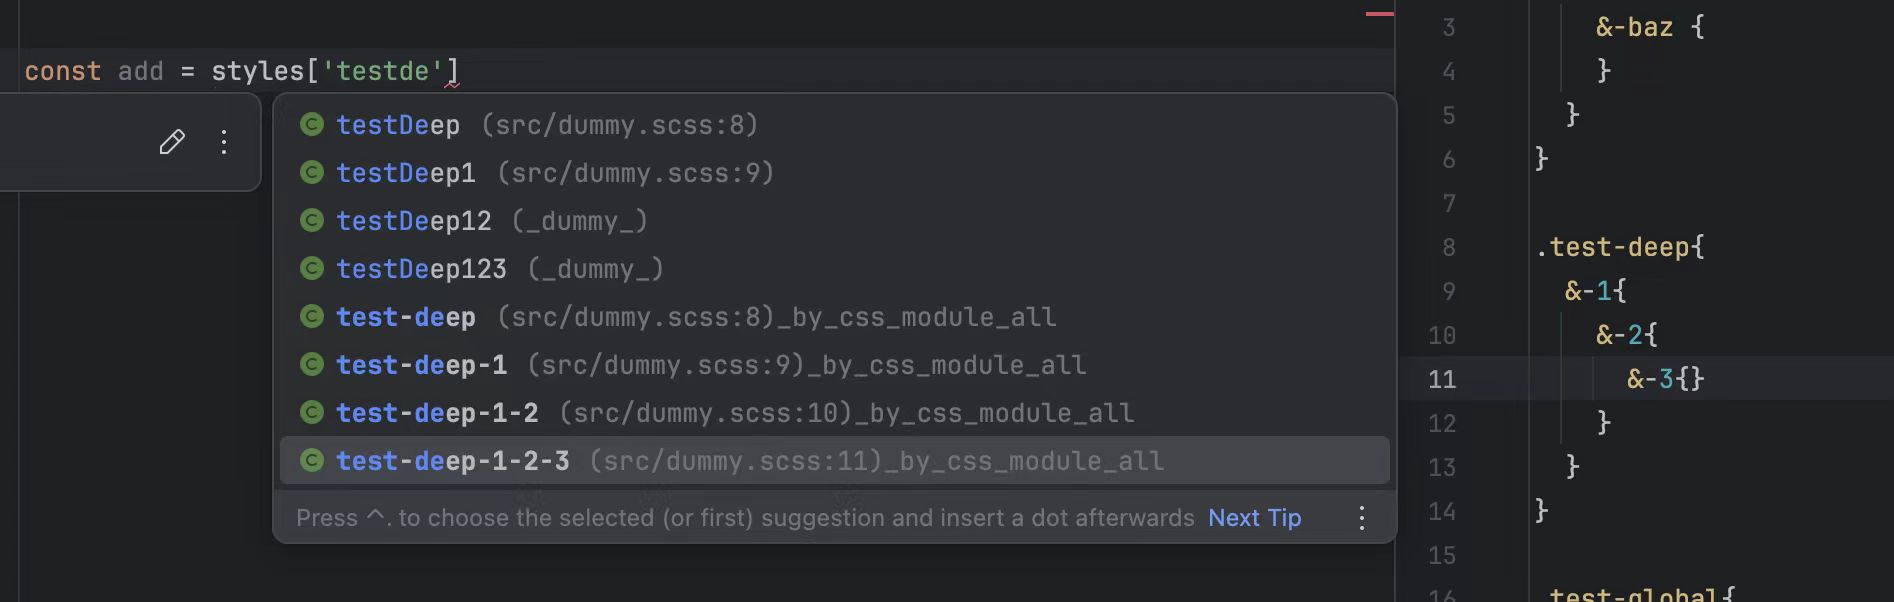 const add = styles['testde']
testDeep (src/dummy.scss:8)
testDeep1 (src/dummy.scss:9)
testDeep12 (_dummy_)
testDeep123 (_dummy_)
test-deep (src/dummy.scss:8)_by_css_module_all
test-deep-1 (src/dummy.scss:9)_by_css_module_all
test-deep-1-2 (src/dummy.scss:10)_by_css_module_all
test-deep-1-2-3 (src/dummy.scss:11)_by_css_module_all
Press ^. to choose the selected (or first) suggestion and insert a dot afterwards Next Tip
3 &-baz {
4 }
5 }
6 }
7
8 .test-deep{
9 &-1{
10 &-2{
11 &-3{}
12 }
13 }
14 }
15
16 .test-global{